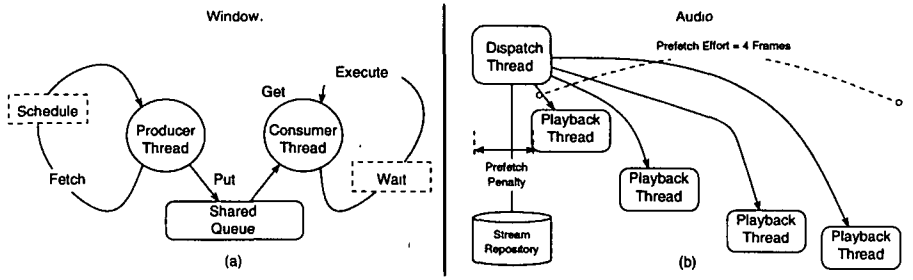 Window.
Execute
Get
Schedule
Producer
Thread
Consumer
Thread
Fetch
Put
Wait
Shared
Queue
(a)
Audio
Dispatch
Thread
Prefetch Effort = 4 Frames
Playback
Thread
Prefetch
Penalty
Playback
Thread
Stream
Repository
Playback
Thread
Playback
Thread
(b)